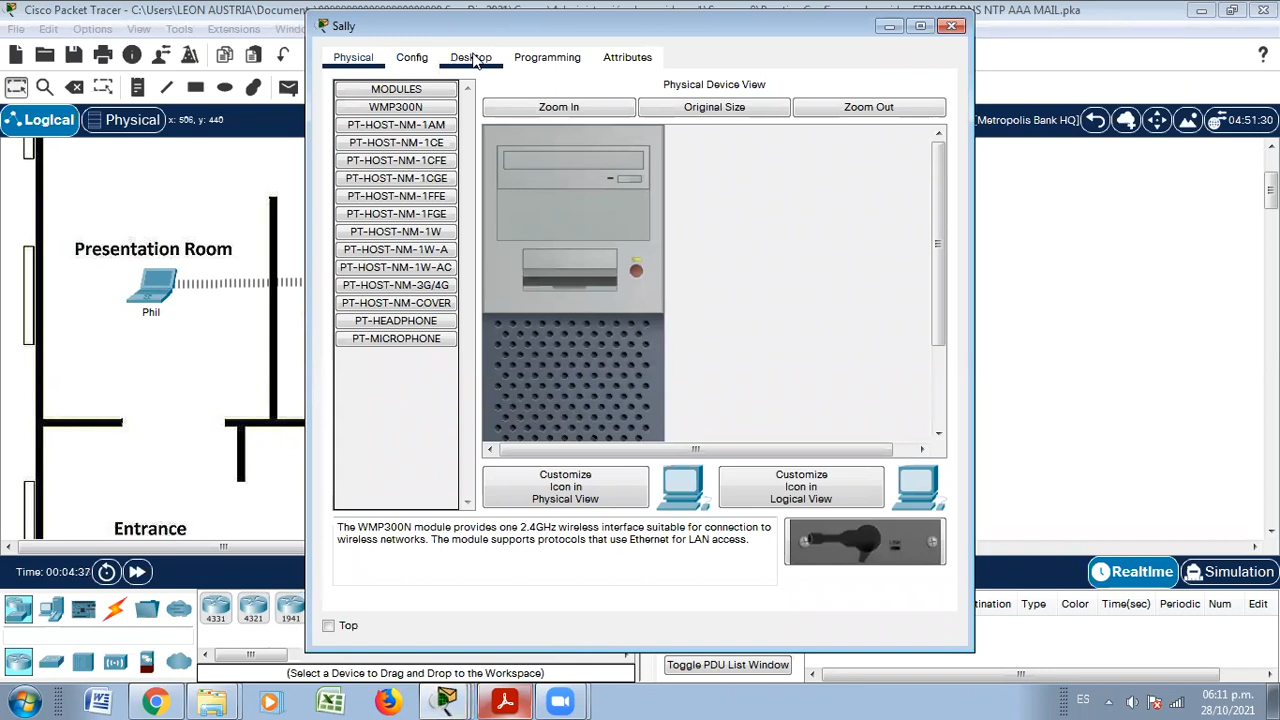 Cisco Packet Tracer - C:\Users\LEON AUSTRIA\Document
FTP WEB DNS NTP AAA MAIL.pka
File Edit Options View Tools Extensions
Logical Physical x: 506, y: 440
Metropolis Bank HQ] 04:51:30
Presentation Room
Phil
Entrance
Sally
Physical Config Desktop Programming Attributes
MODULES
WMP300N
PT-HOST-NM-1AM
PT-HOST-NM-1CE
PT-HOST-NM-1CFE
PT-HOST-NM-1CGE
PT-HOST-NM-1FFE
PT-HOST-NM-1FGE
PT-HOST-NM-1W
PT-HOST-NM-1W-A
PT-HOST-NM-1W-AC
PT-HOST-NM-3G/4G
PT-HOST-NM-COVER
PT-HEADPHONE
PT-MICROPHONE
Physical Device View
Zoom In Original Size Zoom Out
Customize
Icon in
Physical View
Customize
Icon in
Logical View
The WMP300N module provides one 2.4GHz wireless interface suitable for connection to
wireless networks. The module supports protocols that use Ethernet for LAN access.
Top
Time: 00:04:37
Realtime Simulation
4331 4321 1941
tination Type Color Time(sec) Periodic Num Edit
(Select a Device to Drag and Drop to the Workspace)
Toggle PDU List Window
ES
06:11 p.m.
28/10/2021